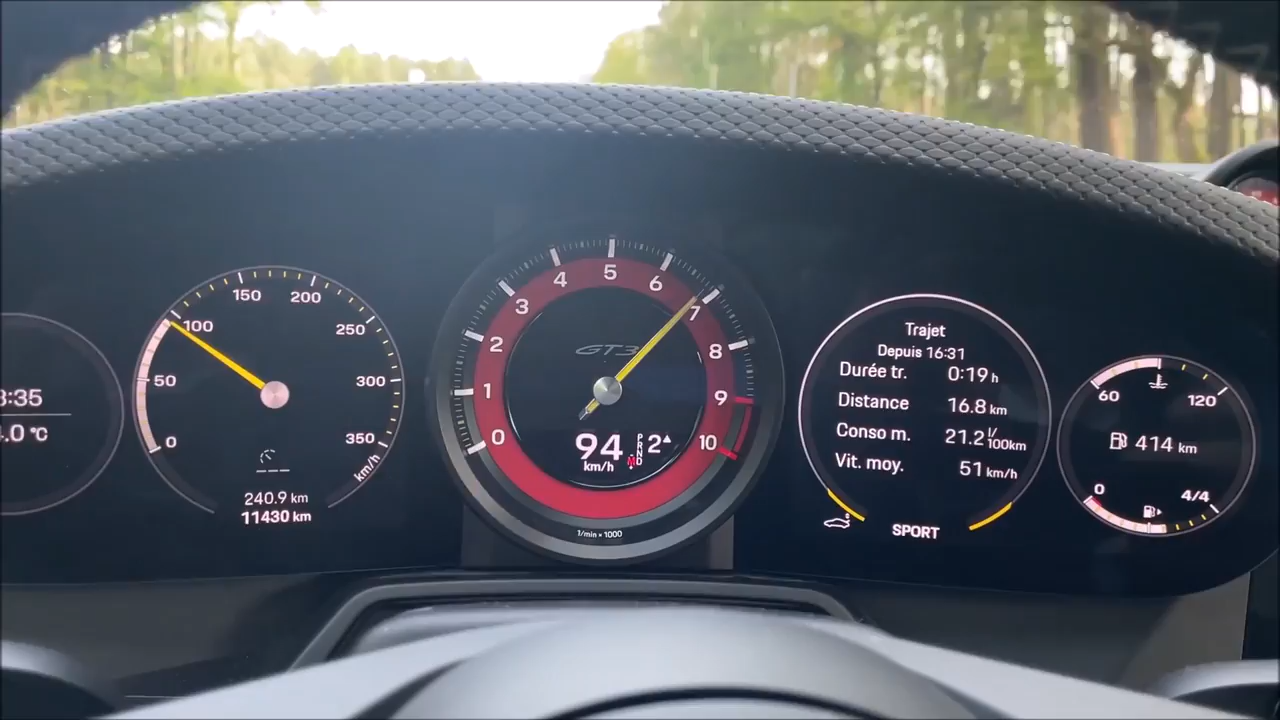 :35
.0 °C
0
50
100
150
200
250
300
350
km/h
240.9 km
11430 km
0
1
2
3
4
5
6
7
8
9
10
GT3
94
km/h
P
R
N
D
M
2
1/min × 1000
Trajet
Depuis 16:31
Durée tr. 0:19 h
Distance 16.8 km
Conso m. 21.2 l/100km
Vit. moy. 51 km/h
SPORT
60
120
414 km
0
4/4